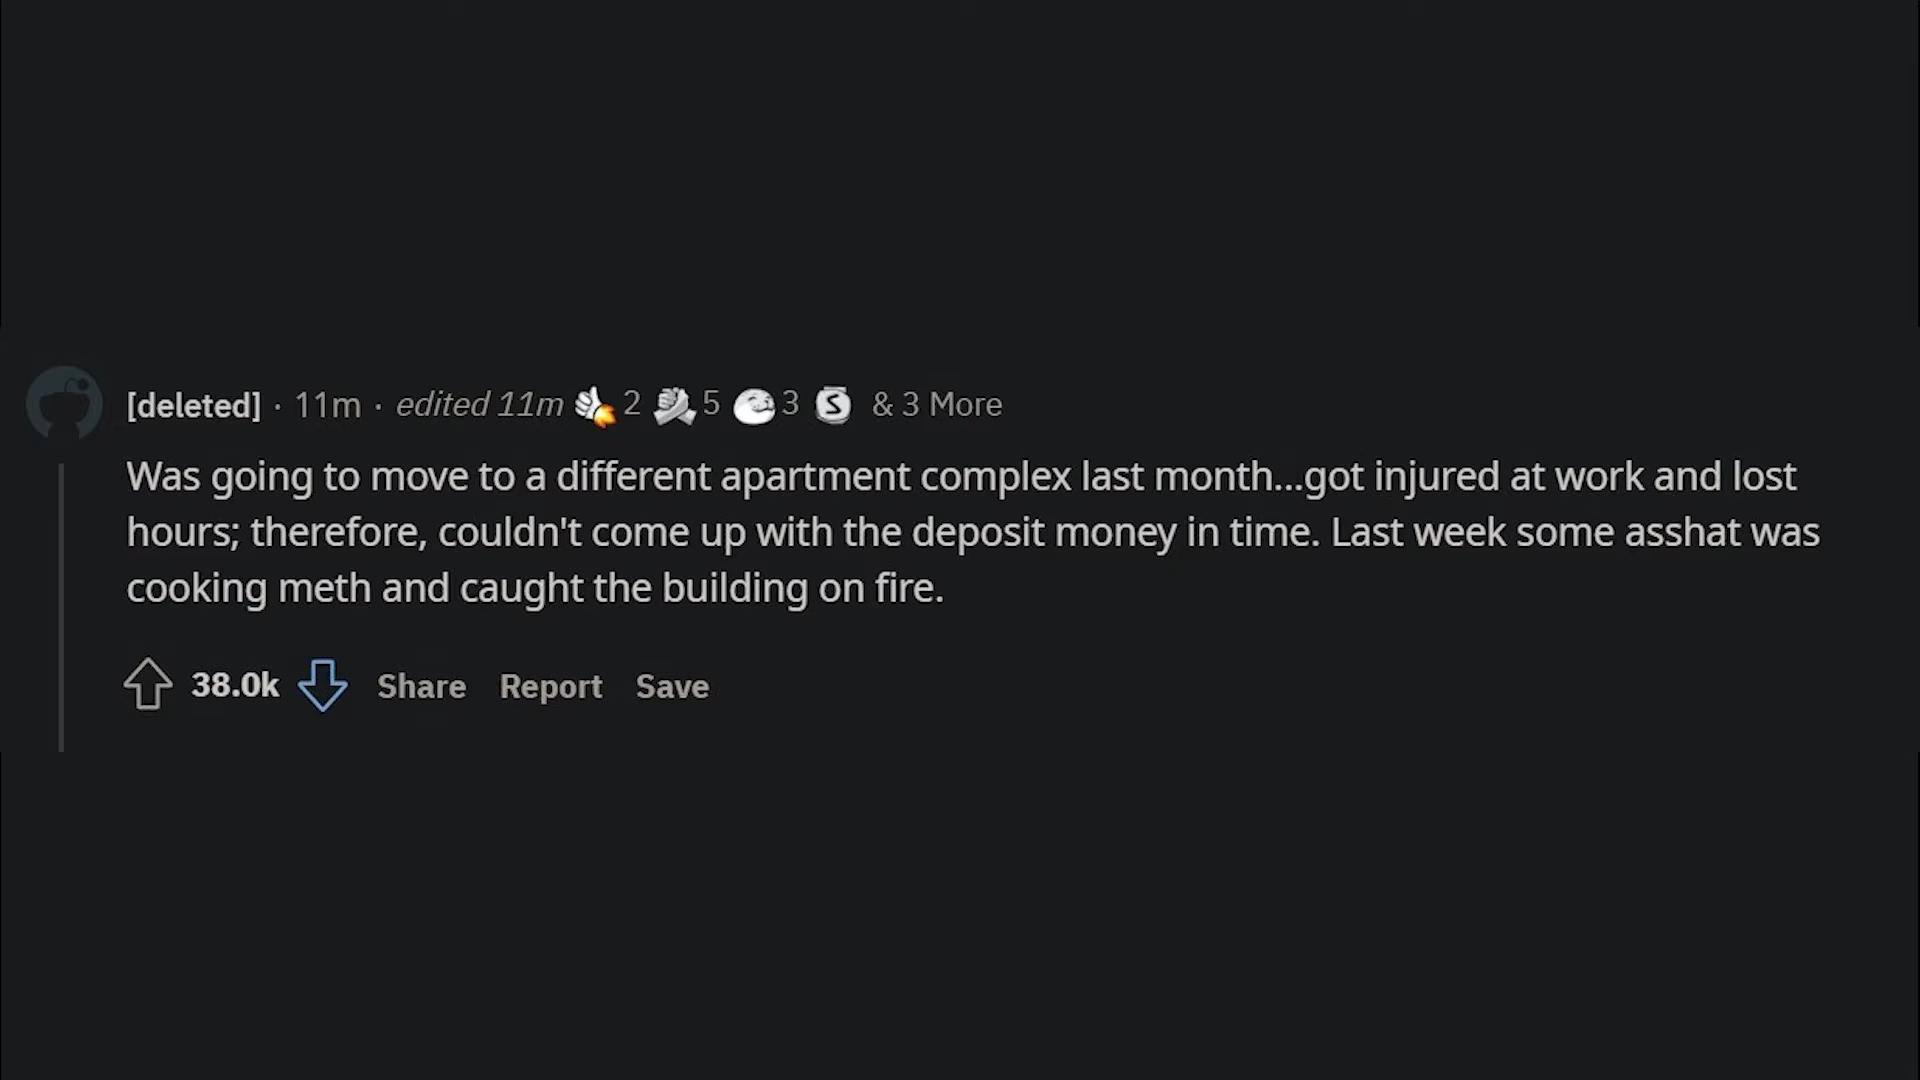 [deleted] · 11m · edited 11m 2 5 3 S & 3 More
Was going to move to a different apartment complex last month...got injured at work and lost
hours; therefore, couldn't come up with the deposit money in time. Last week some asshat was
cooking meth and caught the building on fire.
38.0k Share Report Save